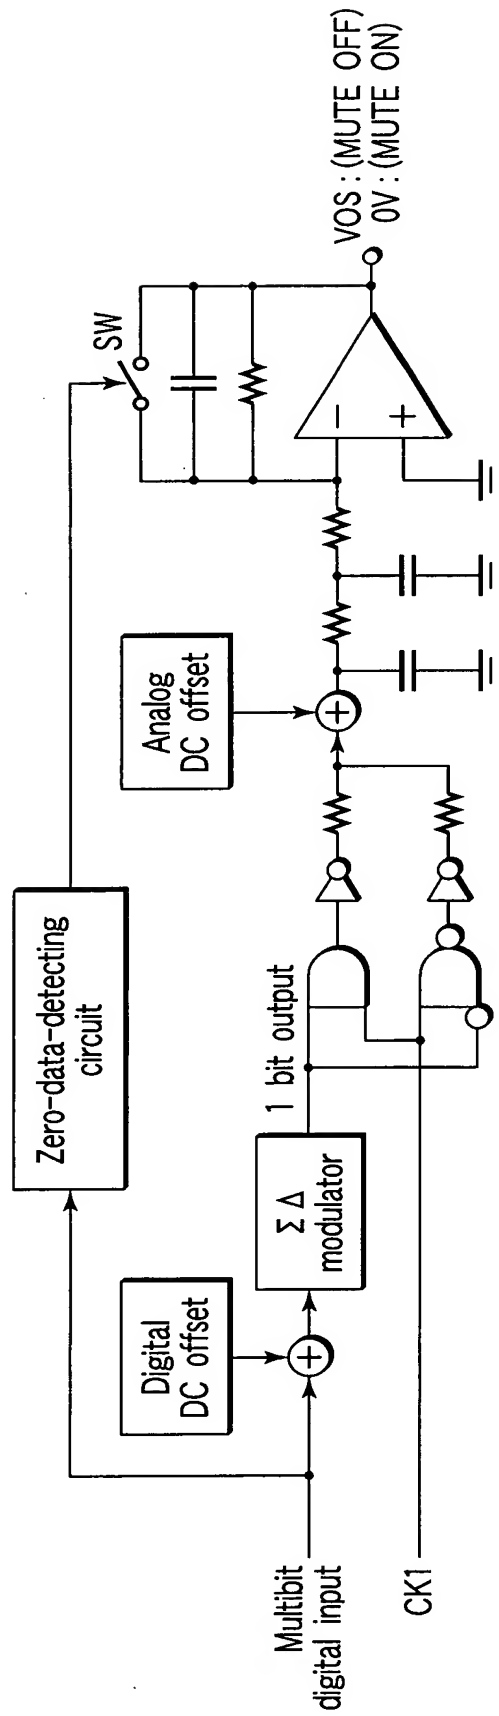 Multibit
digital input
CK1
Digital
DC offset
Zero-data-detecting
circuit
ΣΔ
modulator
1 bit output
Analog
DC offset
SW
VOS : (MUTE OFF)
0V : (MUTE ON)
+
+
−
+